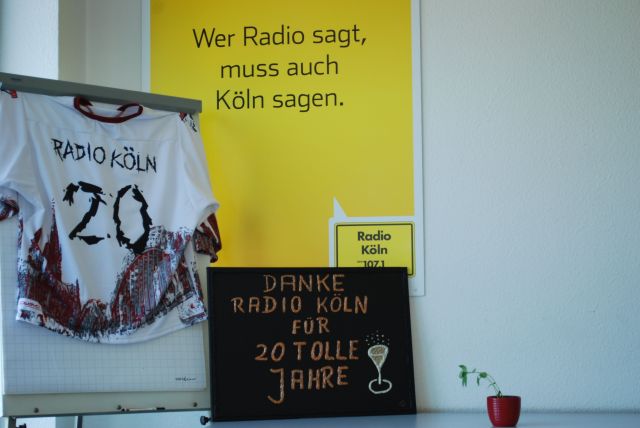 Wer Radio sagt,
muss auch
Köln sagen.
RADIO KÖLN
20
Radio
Köln
107,1
DANKE
RADIO KÖLN
FÜR
20 TOLLE
JAHRE